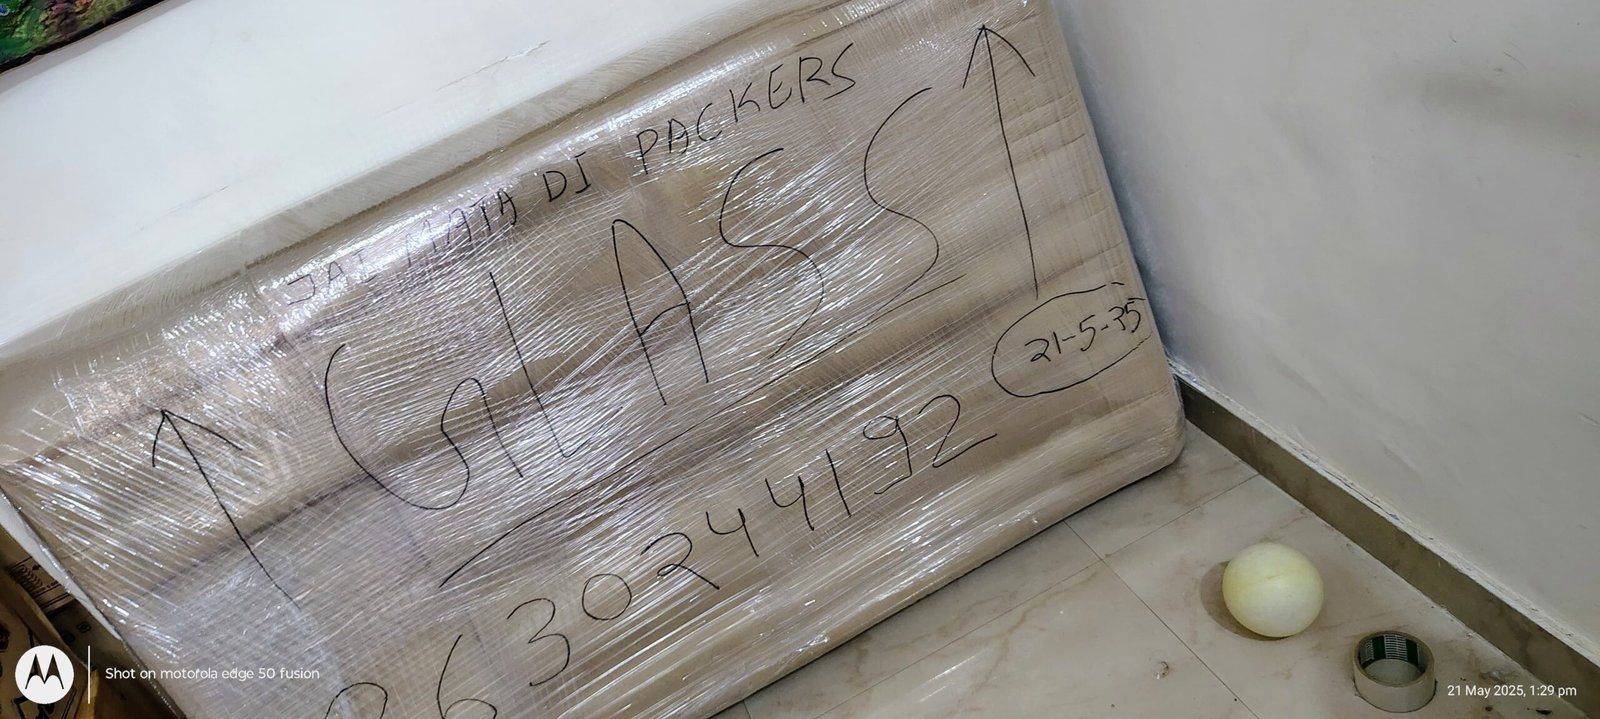 JAI MATA DI PACKERS
GLASS
21-5-25
8630244192
Shot on motorola edge 50 fusion
21 May 2025, 1:29 pm